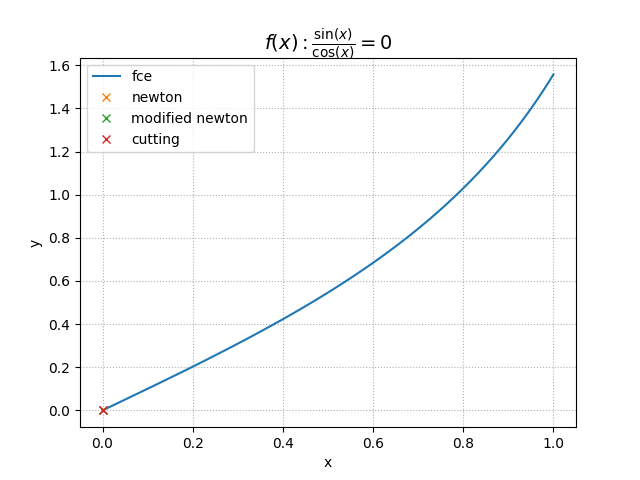 f(x) : sin(x)/cos(x) = 0
fce
newton
modified newton
cutting
1.6
1.4
1.2
1.0
0.8
0.6
0.4
0.2
0.0
y
0.0 0.2 0.4 0.6 0.8 1.0
x